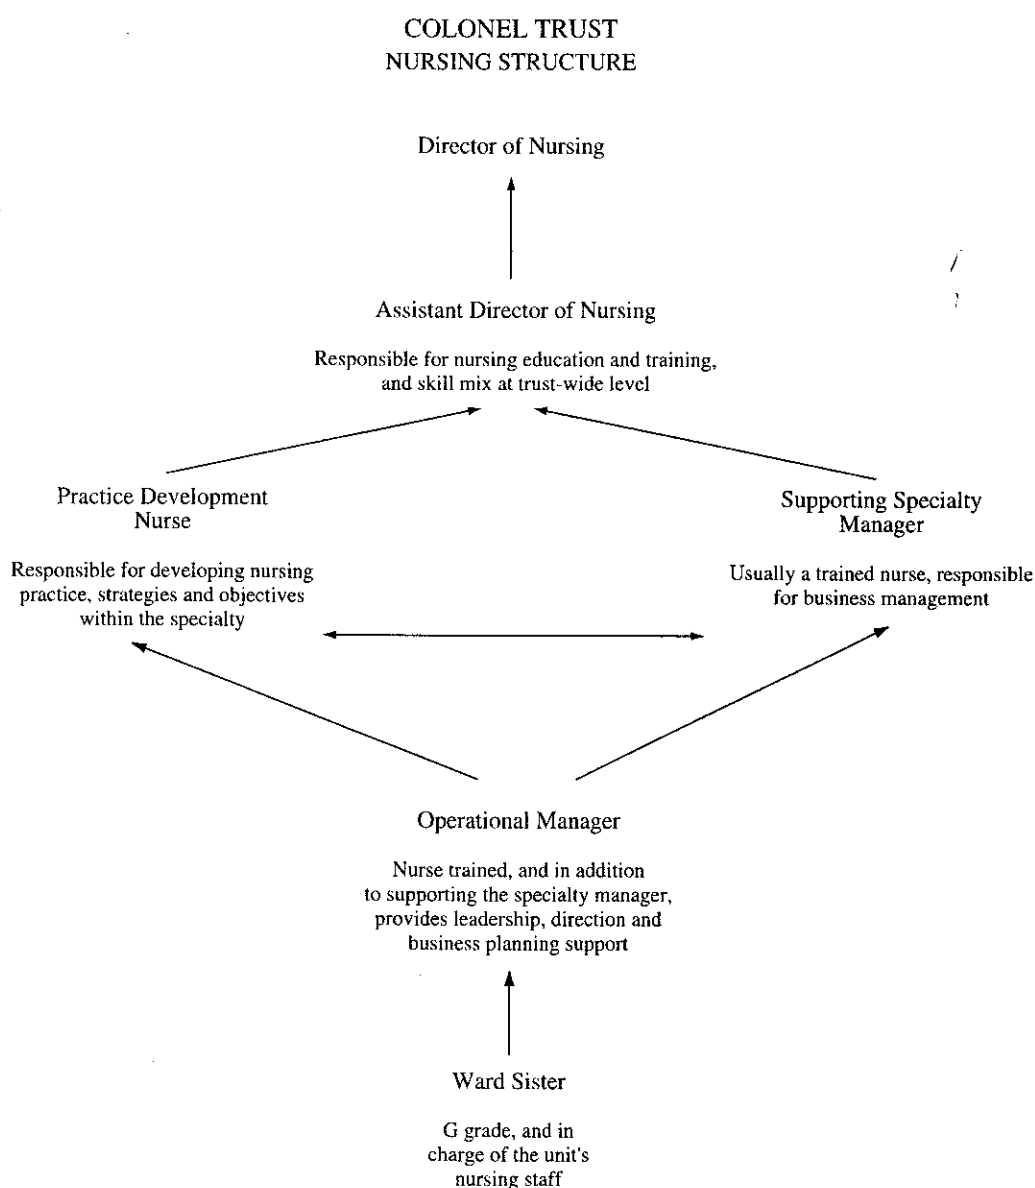 COLONEL TRUST
NURSING STRUCTURE
Director of Nursing
Assistant Director of Nursing
Responsible for nursing education and training,
and skill mix at trust-wide level
Practice Development
Nurse
Responsible for developing nursing
practice, strategies and objectives
within the specialty
Supporting Specialty
Manager
Usually a trained nurse, responsible
for business management
Operational Manager
Nurse trained, and in addition
to supporting the specialty manager,
provides leadership, direction and
business planning support
Ward Sister
G grade, and in
charge of the unit's
nursing staff